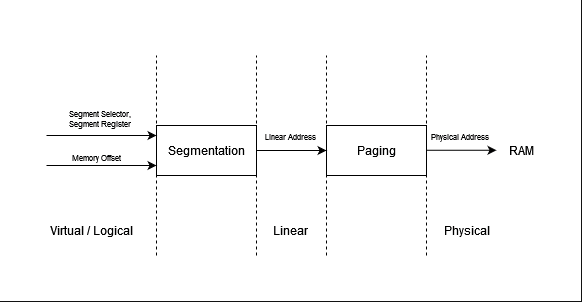 Segment Selector,
Segment Register
Memory Offset
Segmentation
Linear Address
Paging
Physical Address
RAM
Virtual / Logical
Linear
Physical